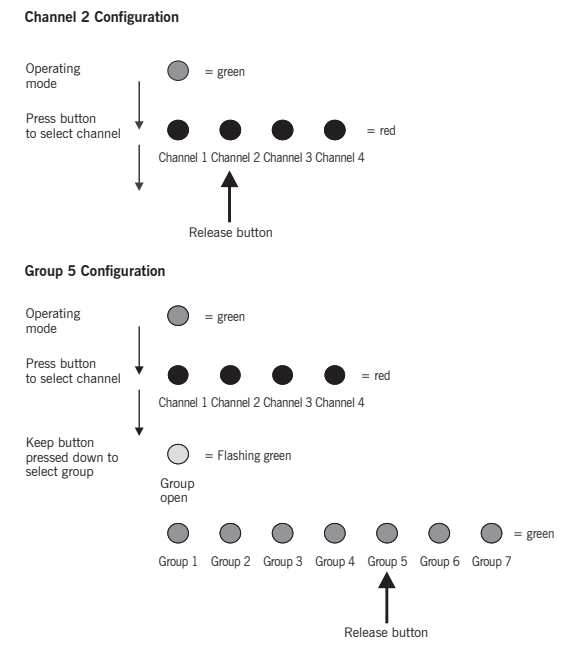 Channel 2 Configuration
Operating
mode
= green
Press button
to select channel
= red
Channel 1 Channel 2 Channel 3 Channel 4
Release button
Group 5 Configuration
Operating
mode
= green
Press button
to select channel
= red
Channel 1 Channel 2 Channel 3 Channel 4
Keep button
pressed down to
select group
= Flashing green
Group
open
= green
Group 1 Group 2 Group 3 Group 4 Group 5 Group 6 Group 7
Release button